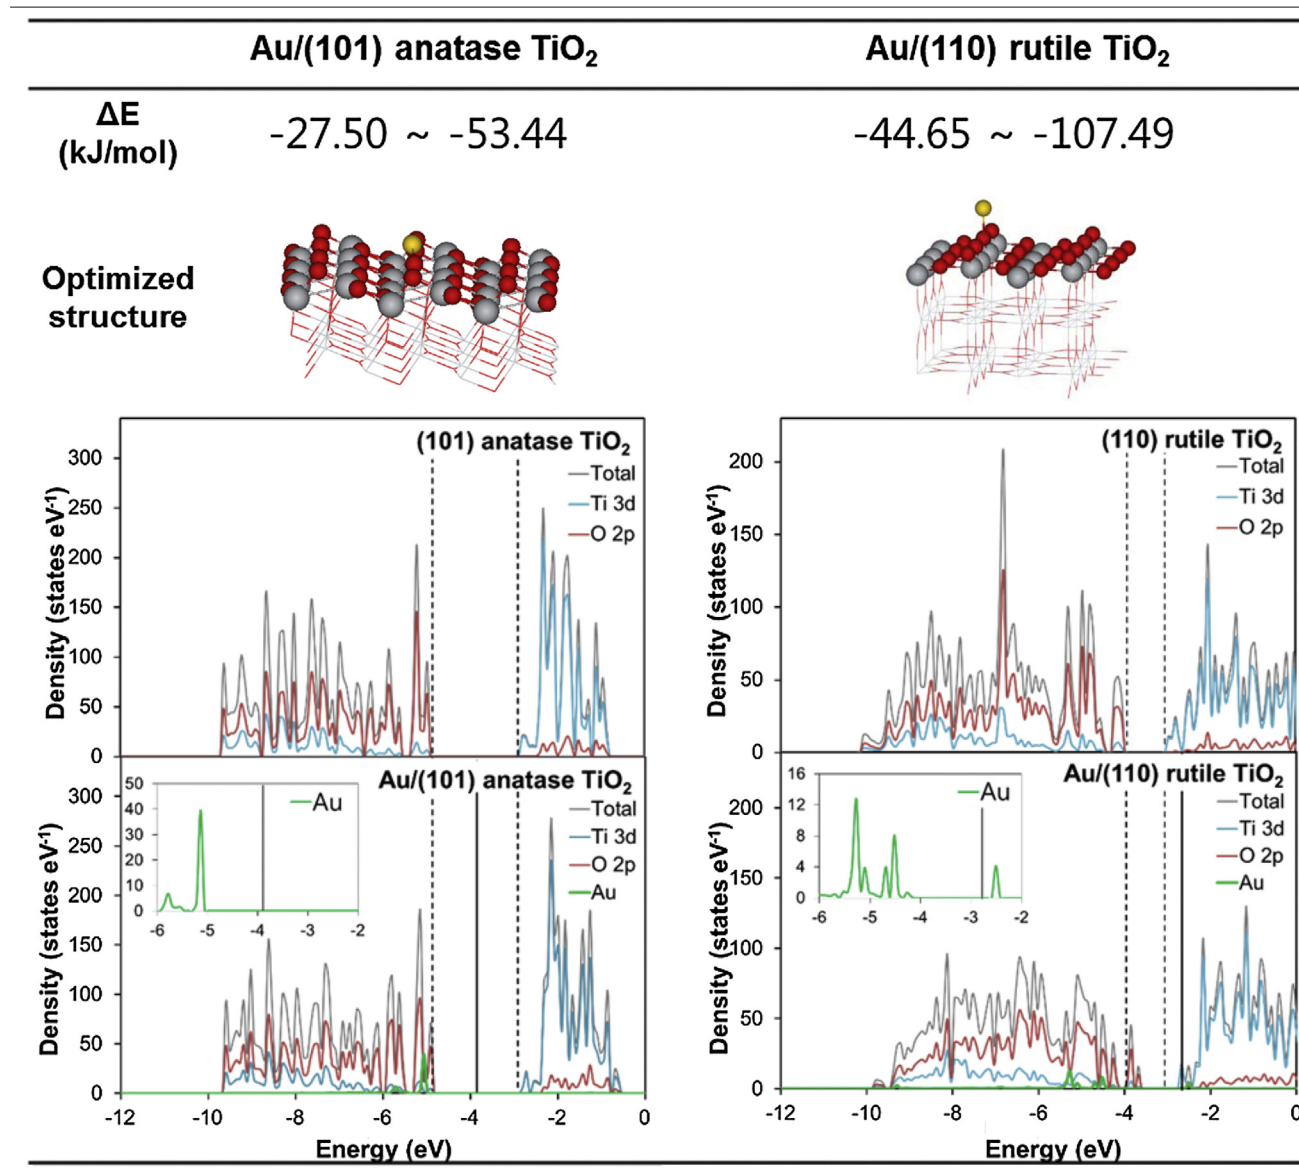 Au/(101) anatase TiO₂ Au/(110) rutile TiO₂
ΔE
(kJ/mol)
-27.50 ~ -53.44 -44.65 ~ -107.49
Optimized
structure
(101) anatase TiO₂
Total
Ti 3d
O 2p
Density (states eV⁻¹)
300
250
200
150
100
50
0
(110) rutile TiO₂
Total
Ti 3d
O 2p
Density (states eV⁻¹)
200
150
100
50
0
Au/(101) anatase TiO₂
Total
Ti 3d
O 2p
Au
Density (states eV⁻¹)
300
250
200
150
100
50
0
Au
50
40
30
20
10
0
-6 -5 -4 -3 -2
-12 -10 -8 -6 -4 -2 0
Energy (eV)
Au/(110) rutile TiO₂
Total
Ti 3d
O 2p
Au
Density (states eV⁻¹)
200
150
100
50
0
Au
16
12
8
4
0
-6 -5 -4 -3 -2
-12 -10 -8 -6 -4 -2 0
Energy (eV)